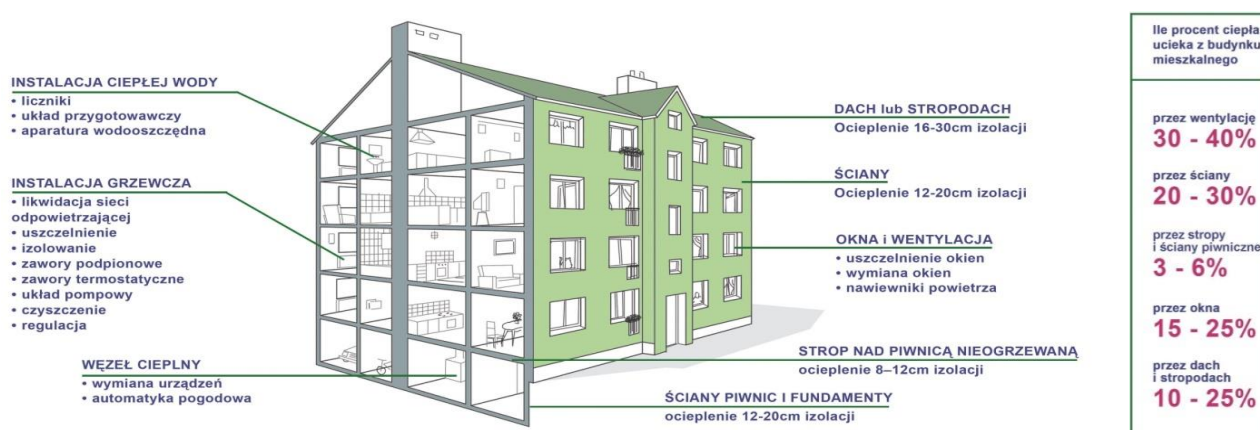 INSTALACJA CIEPŁEJ WODY
• liczniki
• układ przygotowawczy
• aparatura wodooszczędna
INSTALACJA GRZEWCZA
• likwidacja sieci
odpowietrzającej
• uszczelnienie
• izolowanie
• zawory podpionowe
• zawory termostatyczne
• układ pompowy
• czyszczenie
• regulacja
WĘZEŁ CIEPLNY
• wymiana urządzeń
• automatyka pogodowa
DACH lub STROPODACH
Ocieplenie 16-30cm izolacji
ŚCIANY
Ocieplenie 12-20cm izolacji
OKNA i WENTYLACJA
• uszczelnienie okien
• wymiana okien
• nawiewniki powietrza
STROP NAD PIWNICĄ NIEOGRZEWANĄ
ocieplenie 8–12cm izolacji
ŚCIANY PIWNIC I FUNDAMENTY
ocieplenie 12-20cm izolacji
Ile procent ciepła
ucieka z budynku
mieszkalnego
przez wentylację
30 - 40%
przez ściany
20 - 30%
przez stropy
i ściany piwniczne
3 - 6%
przez okna
15 - 25%
przez dach
i stropodach
10 - 25%